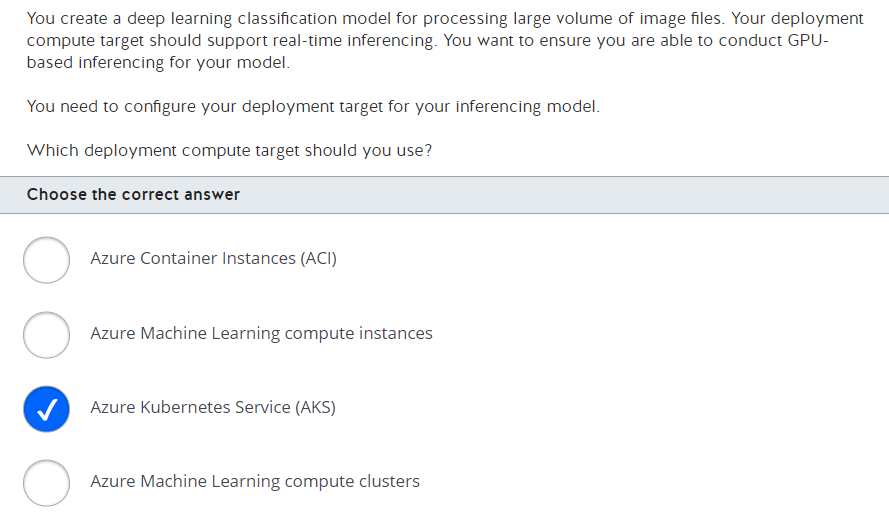 You create a deep learning classification model for processing large volume of image files. Your deployment
compute target should support real-time inferencing. You want to ensure you are able to conduct GPU-
based inferencing for your model.
You need to configure your deployment target for your inferencing model.
Which deployment compute target should you use?
Choose the correct answer
Azure Container Instances (ACI)
Azure Machine Learning compute instances
Azure Kubernetes Service (AKS)
Azure Machine Learning compute clusters